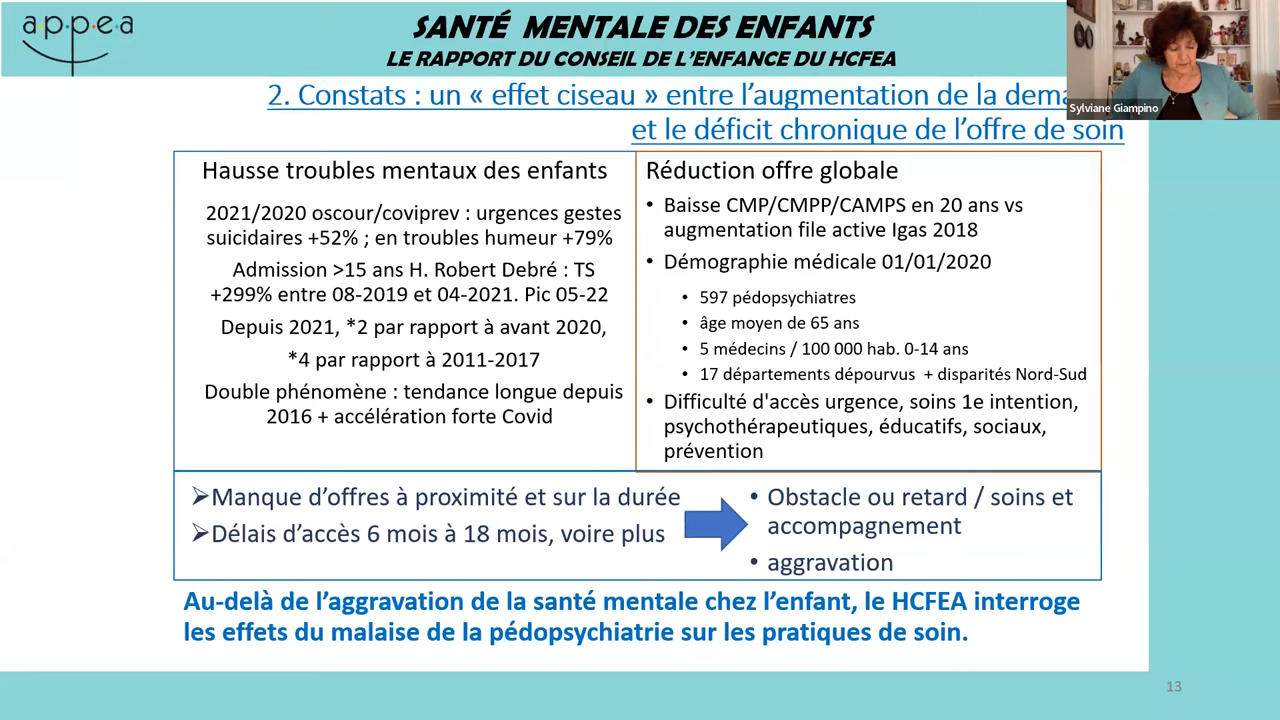 a·p·p·e·a
SANTÉ MENTALE DES ENFANTS
LE RAPPORT DU CONSEIL DE L'ENFANCE DU HCFEA
Sylviane Giampino
2. Constats : un « effet ciseau » entre l'augmentation de la
et le déficit chronique de l'offre de soin
Hausse troubles mentaux des enfants
2021/2020 oscour/coviprev : urgences gestes
suicidaires +52% ; en troubles humeur +79%
Admission >15 ans H. Robert Debré : TS
+299% entre 08-2019 et 04-2021. Pic 05-22
Depuis 2021, *2 par rapport à avant 2020,
*4 par rapport à 2011-2017
Double phénomène : tendance longue depuis
2016 + accélération forte Covid
Réduction offre globale
• Baisse CMP/CMPP/CAMPS en 20 ans vs
augmentation file active Igas 2018
• Démographie médicale 01/01/2020
• 597 pédopsychiatres
• âge moyen de 65 ans
• 5 médecins / 100 000 hab. 0-14 ans
• 17 départements dépourvus + disparités Nord-Sud
• Difficulté d'accès urgence, soins 1e intention,
psychothérapeutiques, éducatifs, sociaux,
prévention
➢Manque d'offres à proximité et sur la durée
➢Délais d'accès 6 mois à 18 mois, voire plus
• Obstacle ou retard / soins et
accompagnement
• aggravation
Au-delà de l'aggravation de la santé mentale chez l'enfant, le HCFEA interroge
les effets du malaise de la pédopsychiatrie sur les pratiques de soin.
13